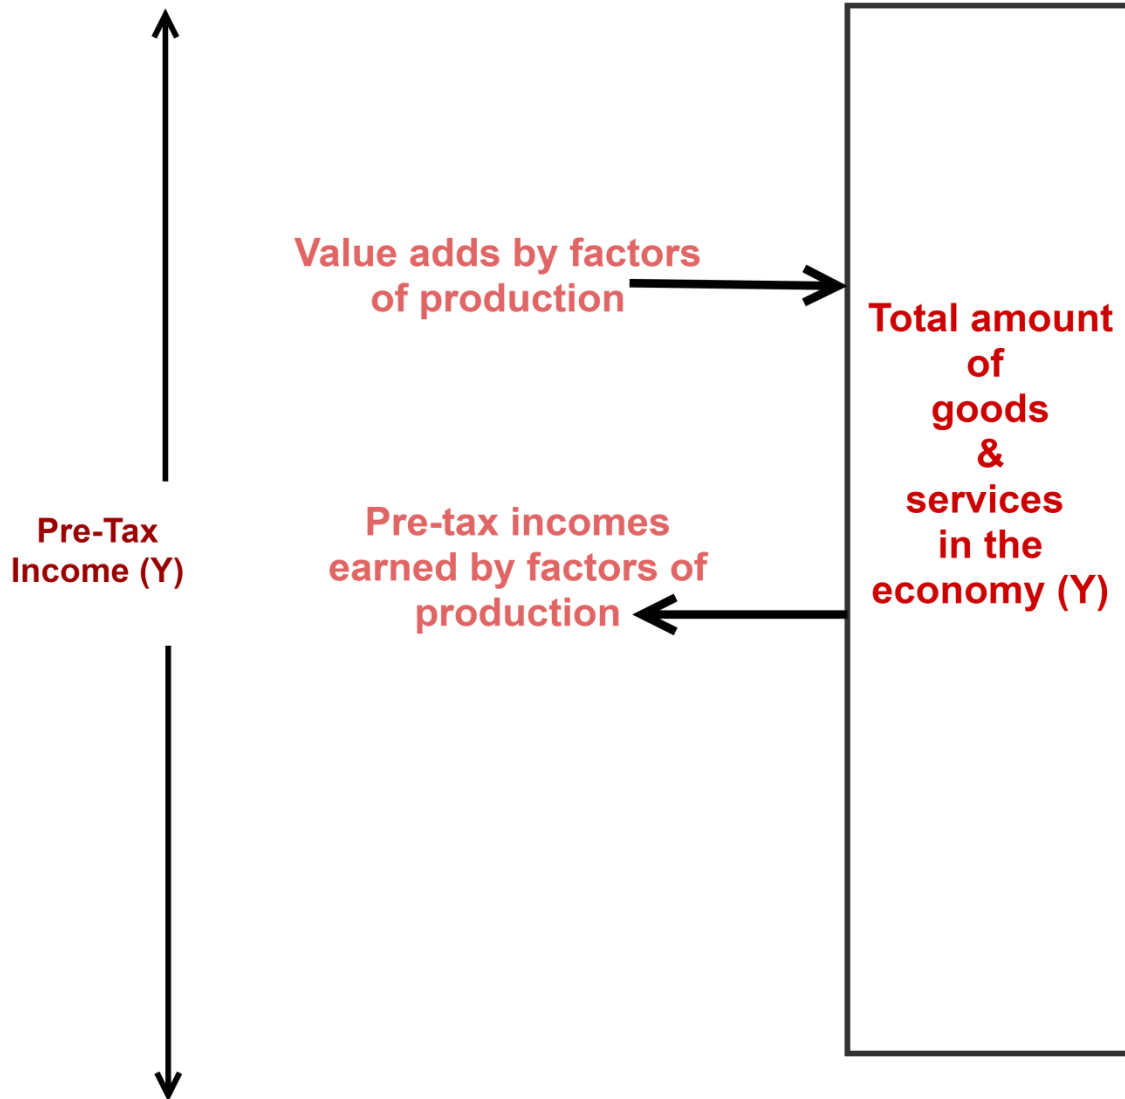 Value adds by factors
of production
Total amount
of
goods
&
services
in the
economy (Y)
Pre-tax incomes
earned by factors of
production
Pre-Tax
Income (Y)